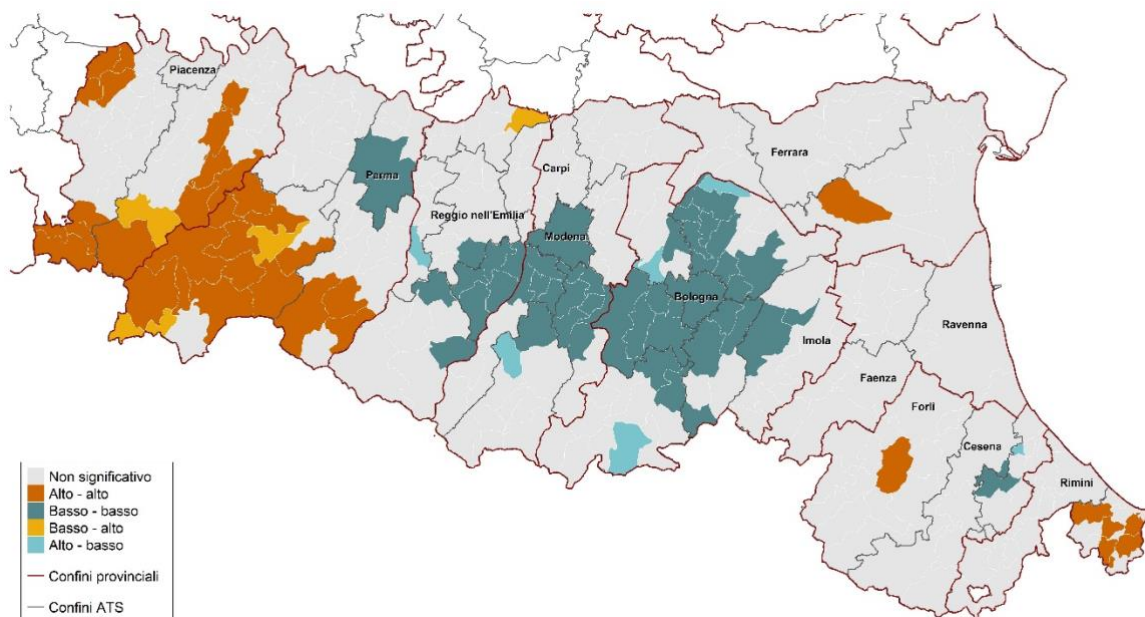 Piacenza
Ferrara
Parma
Carpi
Reggio nell'Emilia
Modena
Bologna
Ravenna
Imola
Faenza
Forlì
Cesena
Rimini
Non significativo
Alto - alto
Basso - basso
Basso - alto
Alto - basso
Confini provinciali
Confini ATS